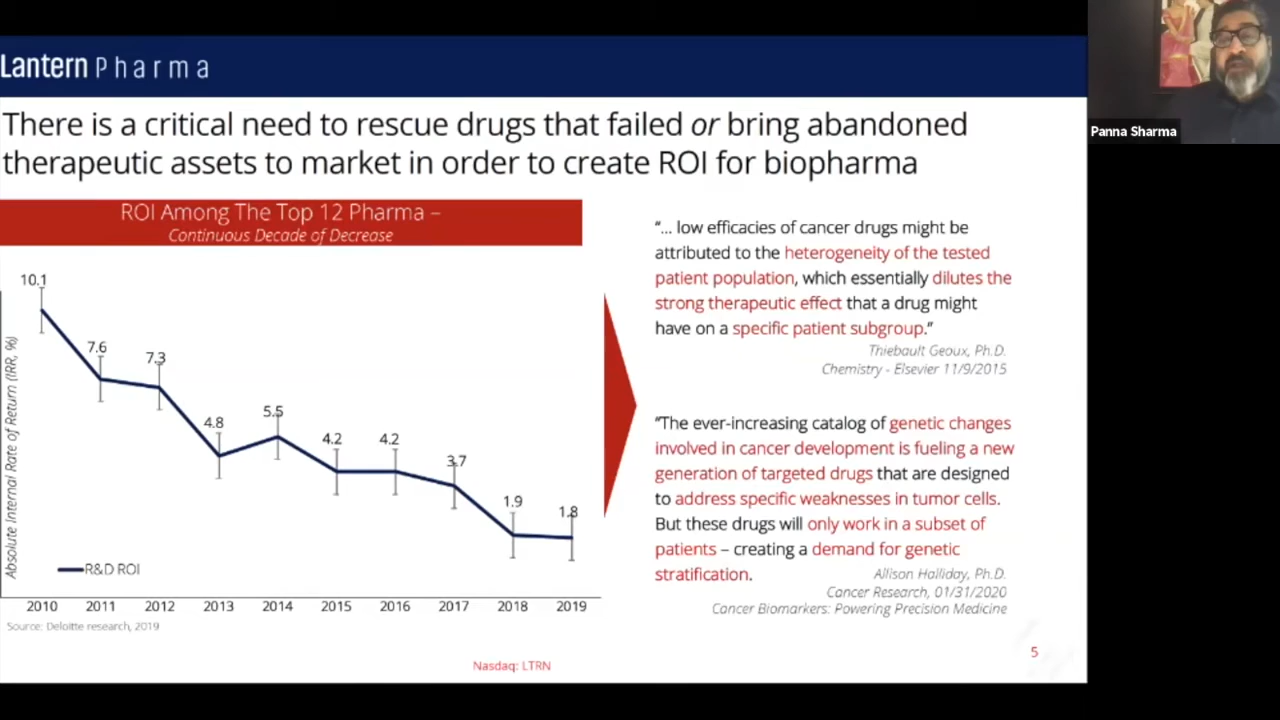 Lantern Pharma
Panna Sharma
There is a critical need to rescue drugs that failed or bring abandoned
therapeutic assets to market in order to create ROI for biopharma
ROI Among The Top 12 Pharma –
Continuous Decade of Decrease
Absolute Internal Rate of Return (IRR, %)
10.1
7.6
7.3
4.8
5.5
4.2
4.2
3.7
1.9
1.8
R&D ROI
2010 2011 2012 2013 2014 2015 2016 2017 2018 2019
Source: Deloitte research, 2019
“... low efficacies of cancer drugs might be
attributed to the heterogeneity of the tested
patient population, which essentially dilutes the
strong therapeutic effect that a drug might
have on a specific patient subgroup.”
Thiebault Geoux, Ph.D.
Chemistry - Elsevier 11/9/2015
“The ever-increasing catalog of genetic changes
involved in cancer development is fueling a new
generation of targeted drugs that are designed
to address specific weaknesses in tumor cells.
But these drugs will only work in a subset of
patients – creating a demand for genetic
stratification.
Allison Halliday, Ph.D.
Cancer Research, 01/31/2020
Cancer Biomarkers: Powering Precision Medicine
5
Nasdaq: LTRN